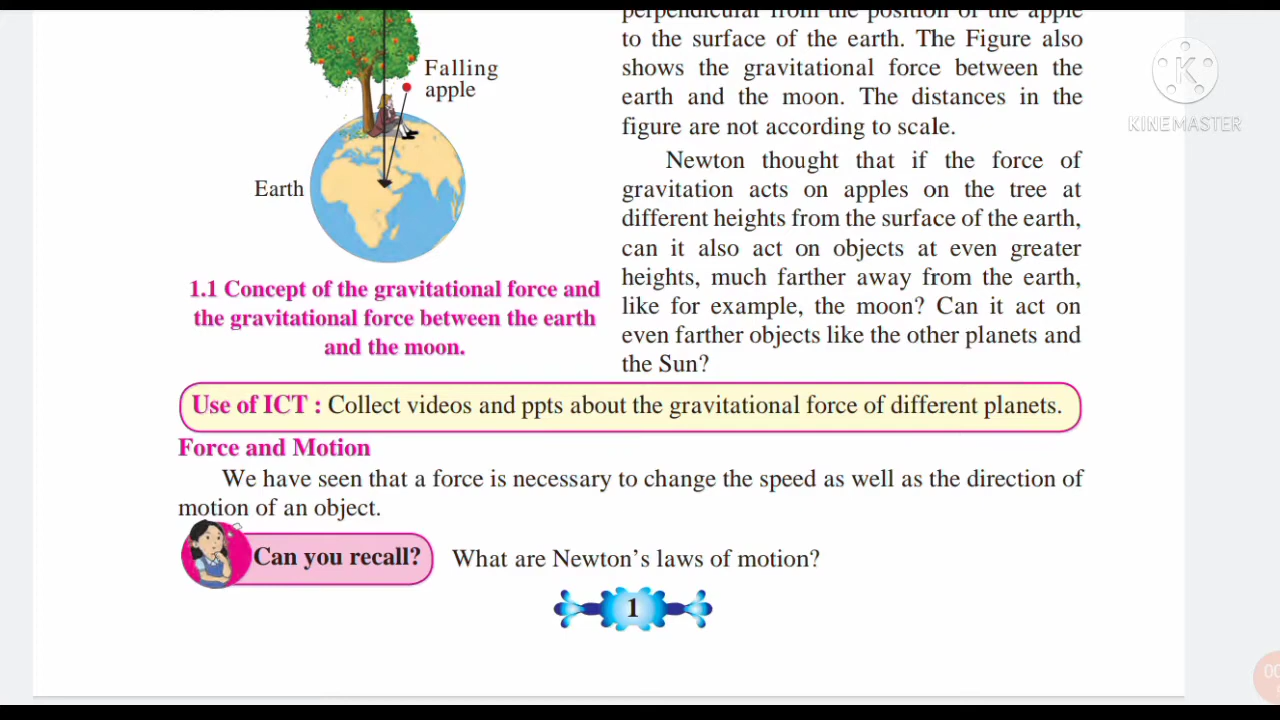 Falling
apple
Earth
1.1 Concept of the gravitational force and
the gravitational force between the earth
and the moon.
perpendicular from the position of the apple
to the surface of the earth. The Figure also
shows the gravitational force between the
earth and the moon. The distances in the
figure are not according to scale.
Newton thought that if the force of
gravitation acts on apples on the tree at
different heights from the surface of the earth,
can it also act on objects at even greater
heights, much farther away from the earth,
like for example, the moon? Can it act on
even farther objects like the other planets and
the Sun?
K
KINEMASTER
Use of ICT : Collect videos and ppts about the gravitational force of different planets.
Force and Motion
We have seen that a force is necessary to change the speed as well as the direction of
motion of an object.
Can you recall? What are Newton's laws of motion?
1